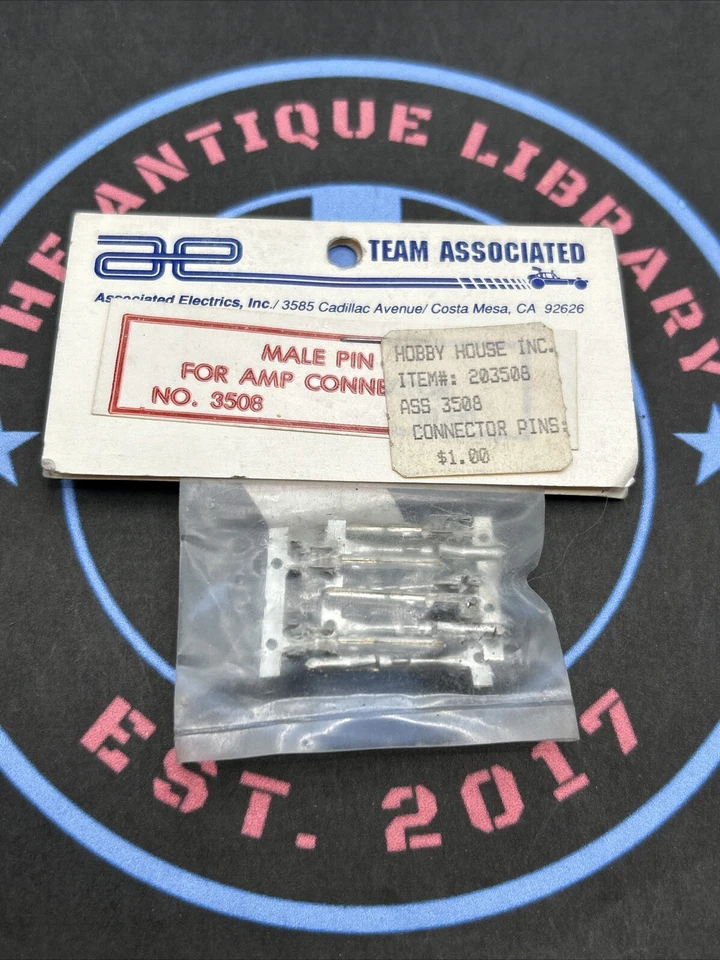 THE ANTIQUE LIBRARY
ae TEAM ASSOCIATED
Associated Electrics, Inc./ 3585 Cadillac Avenue/ Costa Mesa, CA 92626
MALE PIN
FOR AMP CONNE
NO. 3508
HOBBY HOUSE INC.
ITEM#: 203508
ASS 3508
CONNECTOR PINS:
$1.00
EST. 2017